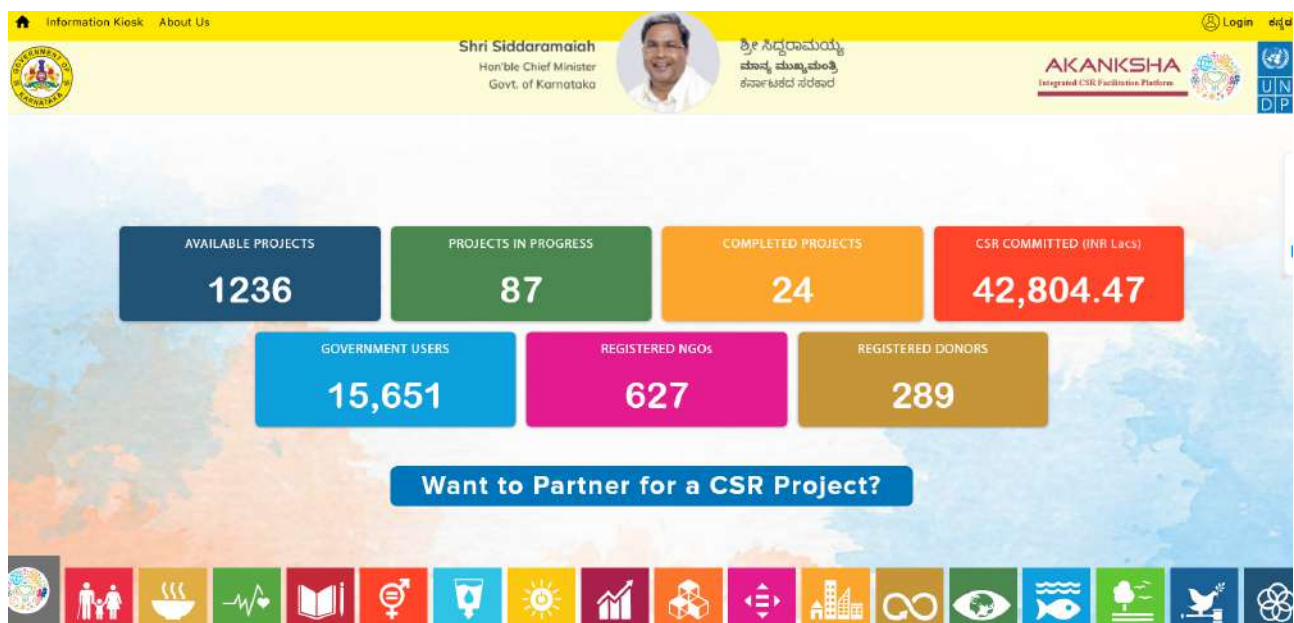 Information Kiosk About Us
Login ಕನ್ನಡ
Shri Siddaramaiah
Hon'ble Chief Minister
Govt. of Karnataka
ಶ್ರೀ ಸಿದ್ದರಾಮಯ್ಯ
ಮಾನ್ಯ ಮುಖ್ಯಮಂತ್ರಿ
ಕರ್ನಾಟಕದ ಸರಕಾರ
GOVERNMENT OF
KARNATAKA
AKANKSHA
Integrated CSR Facilitation Platform
UN
DP
AVAILABLE PROJECTS
1236
PROJECTS IN PROGRESS
87
COMPLETED PROJECTS
24
CSR COMMITTED (INR Lacs)
42,804.47
GOVERNMENT USERS
15,651
REGISTERED NGOs
627
REGISTERED DONORS
289
Want to Partner for a CSR Project?